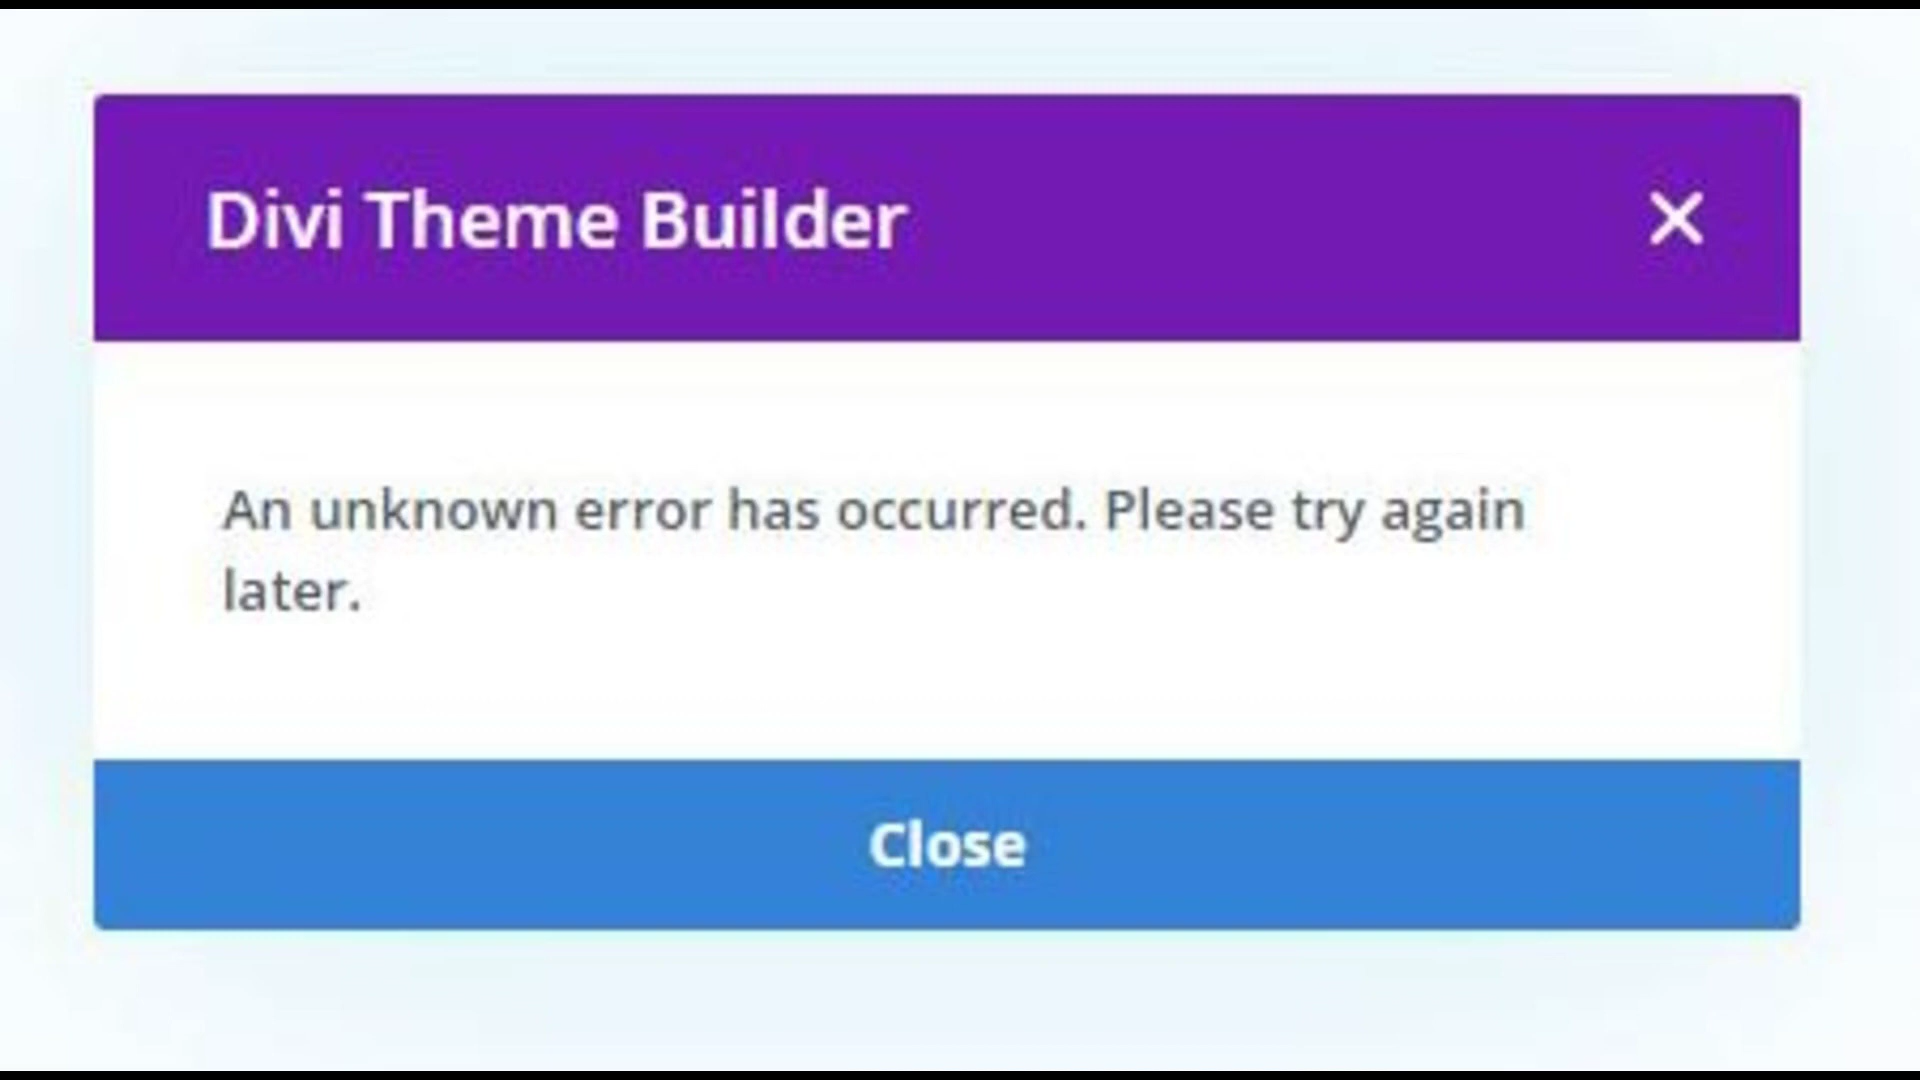 Divi Theme Builder
An unknown error has occurred. Please try again
later.
Close